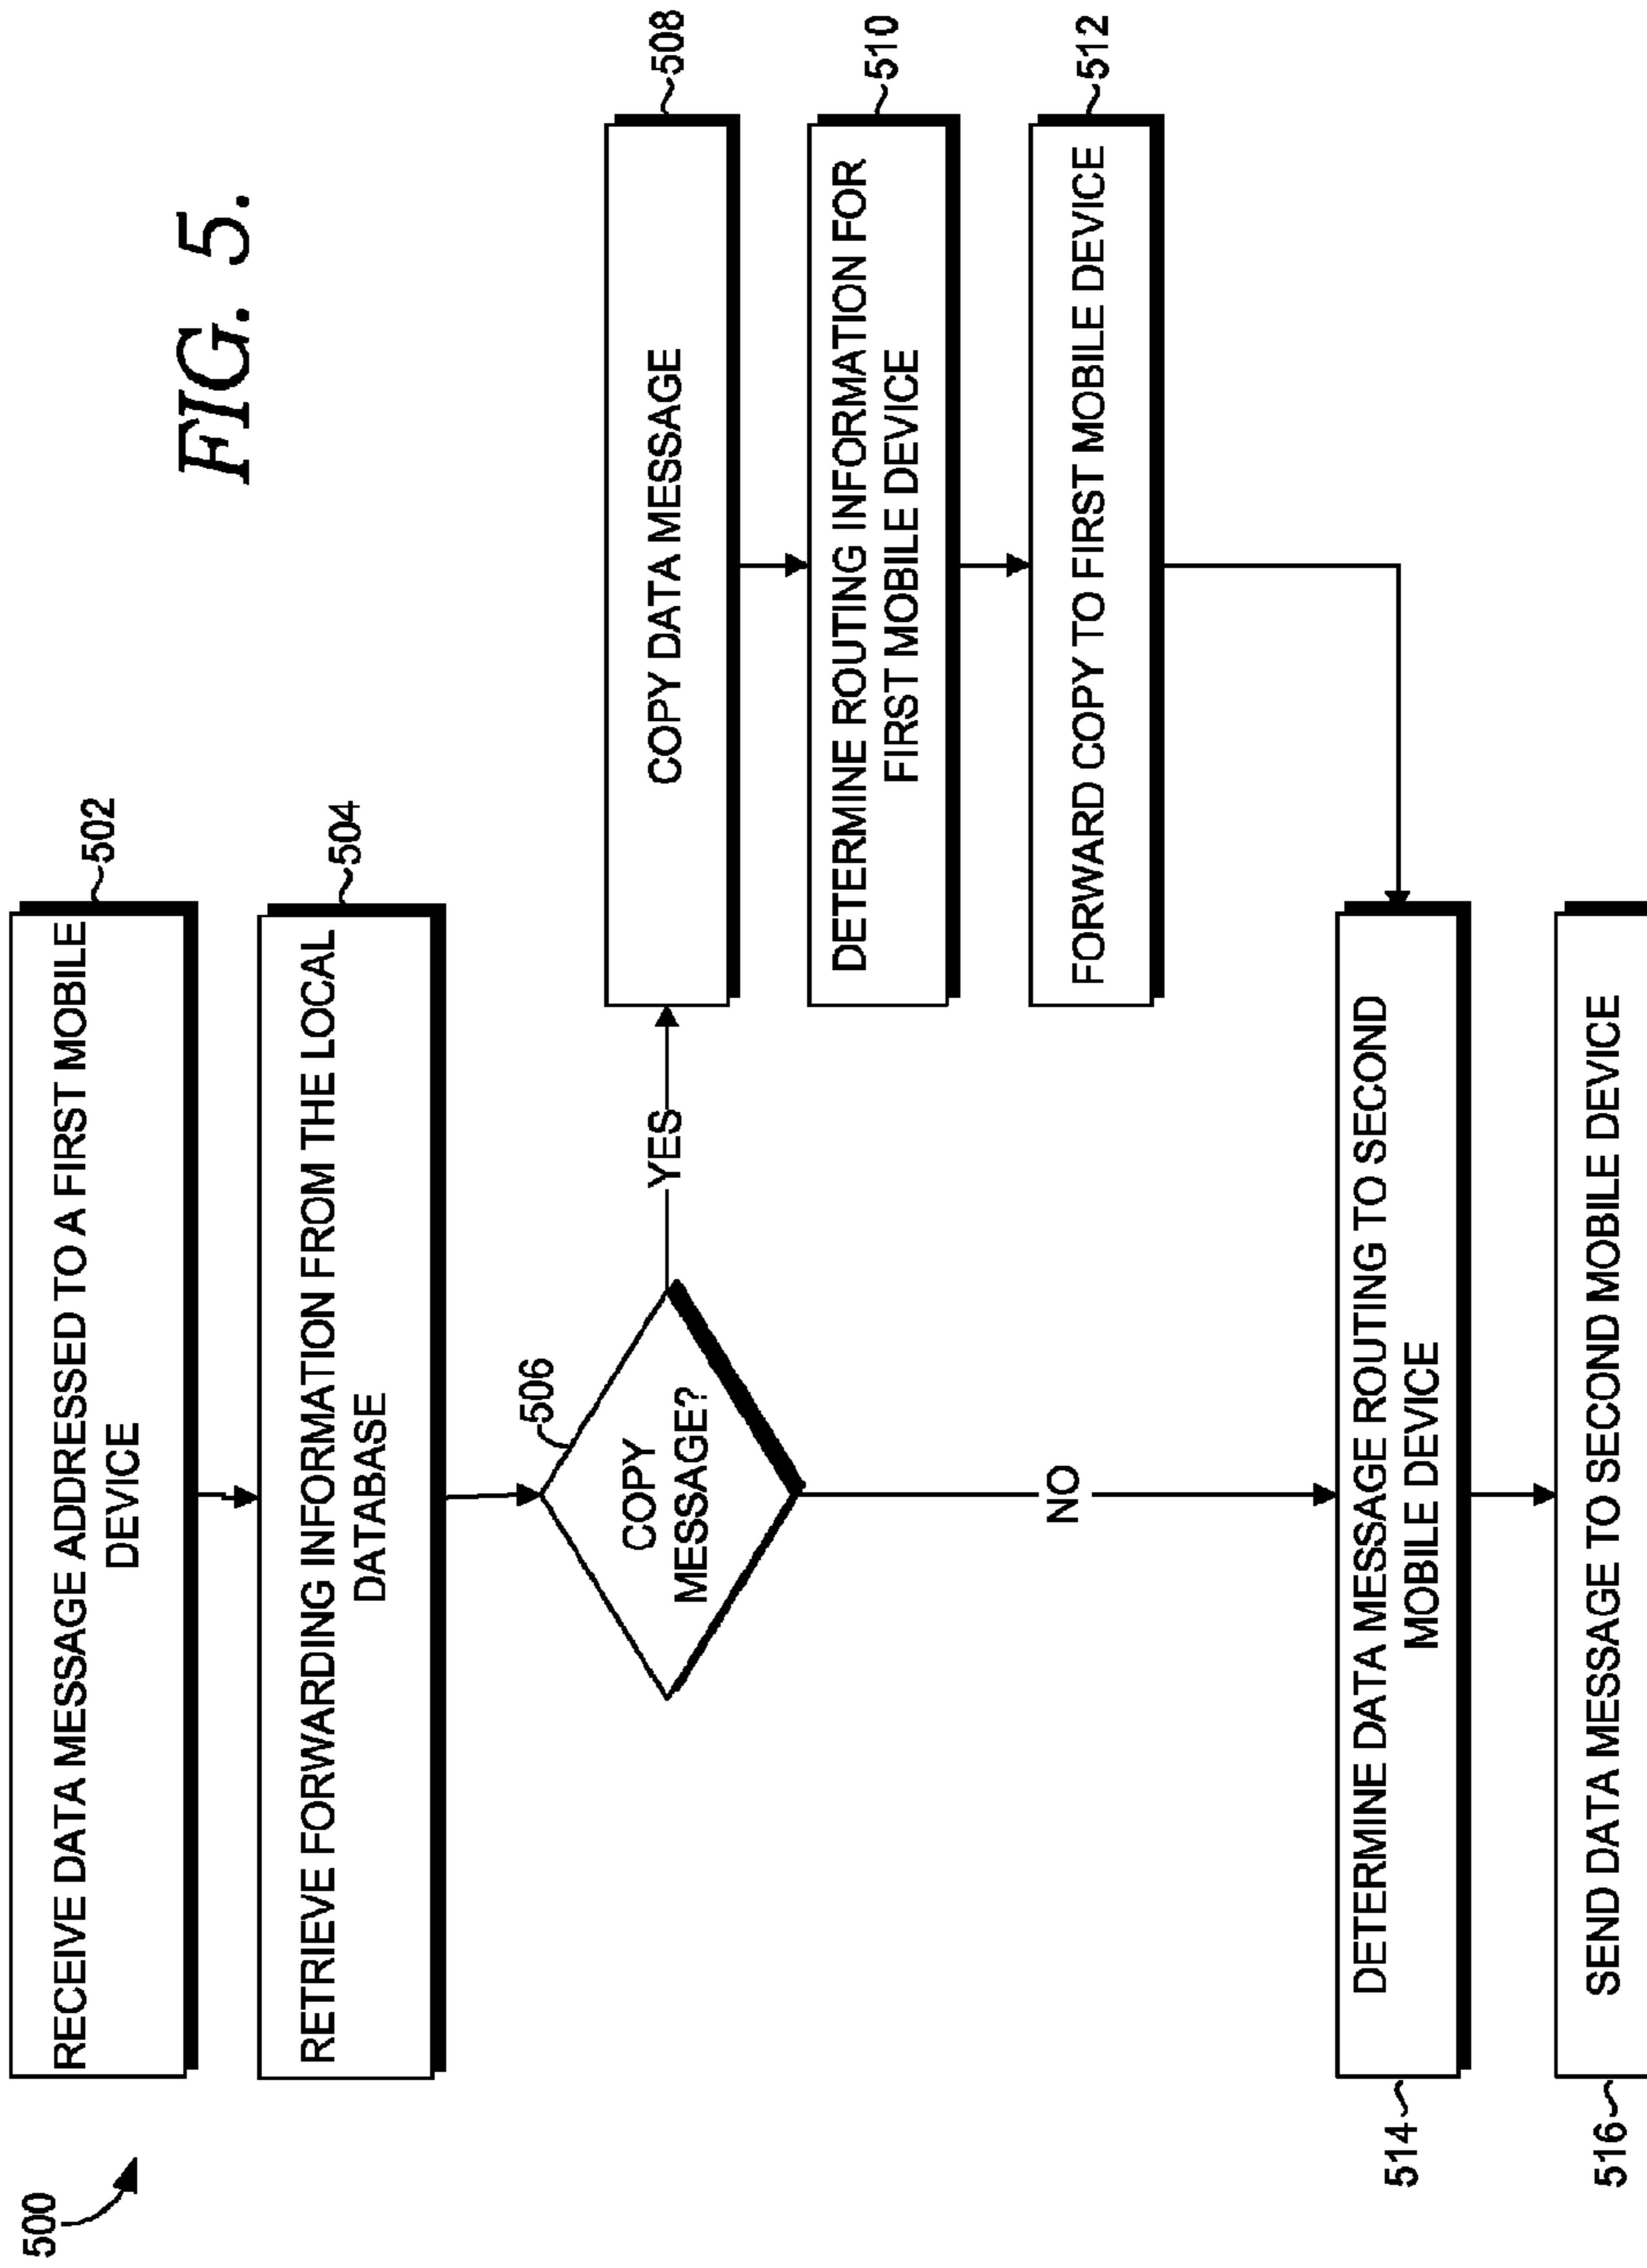 500
RECEIVE DATA MESSAGE ADDRESSED TO A FIRST MOBILE
DEVICE
502
FIG. 5.
RETRIEVE FORWARDING INFORMATION FROM THE LOCAL
DATABASE
504
506
COPY
MESSAGE?
YES
COPY DATA MESSAGE
508
DETERMINE ROUTING INFORMATION FOR
FIRST MOBILE DEVICE
510
FORWARD COPY TO FIRST MOBILE DEVICE
512
NO
514
DETERMINE DATA MESSAGE ROUTING TO SECOND
MOBILE DEVICE
516
SEND DATA MESSAGE TO SECOND MOBILE DEVICE